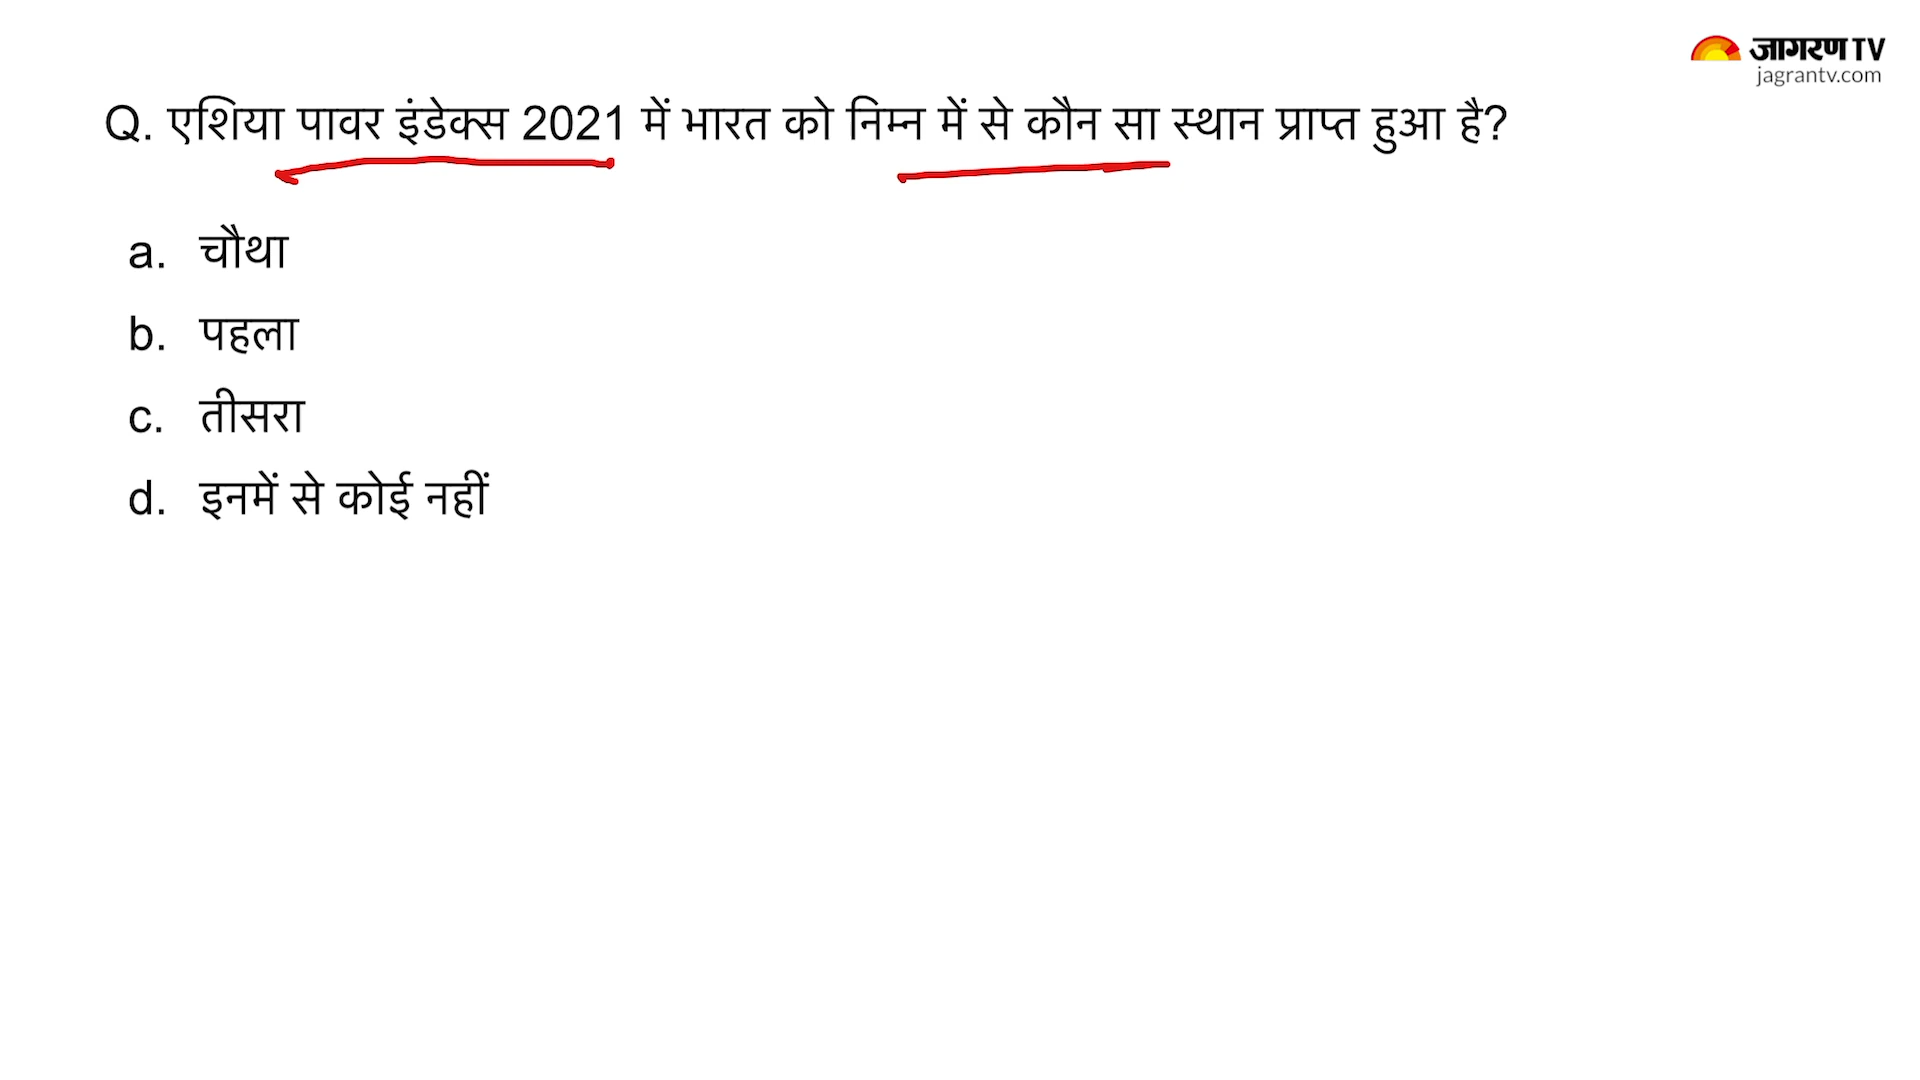 जागरण TV
jagrantv.com
Q. एशिया पावर इंडेक्स 2021 में भारत को निम्न में से कौन सा स्थान प्राप्त हुआ है?
a. चौथा
b. पहला
c. तीसरा
d. इनमें से कोई नहीं